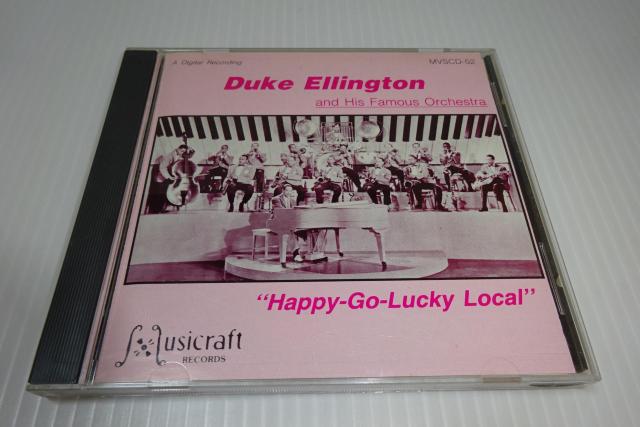 A Digital Recording
MVSCD-52
Duke Ellington
and His Famous Orchestra
"Happy-Go-Lucky Local"
Musicraft
RECORDS